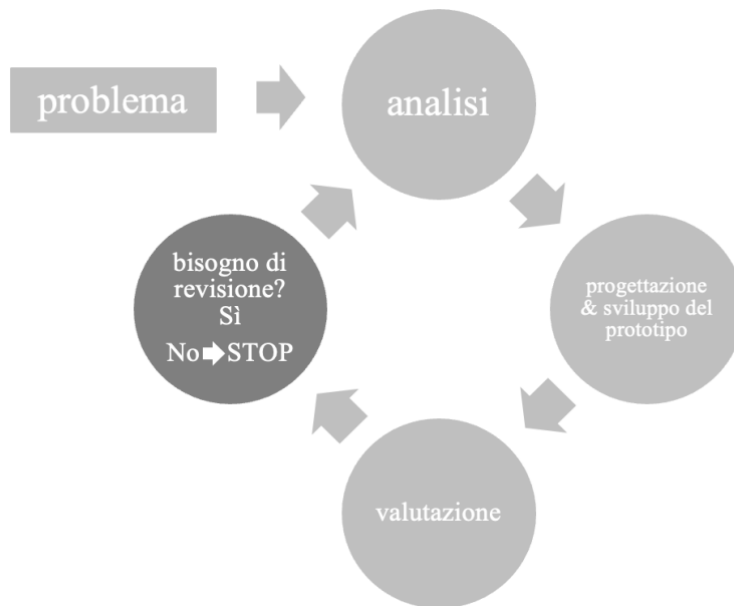 problema
analisi
bisogno di
revisione?
Sì
No STOP
progettazione
& sviluppo del
prototipo
valutazione